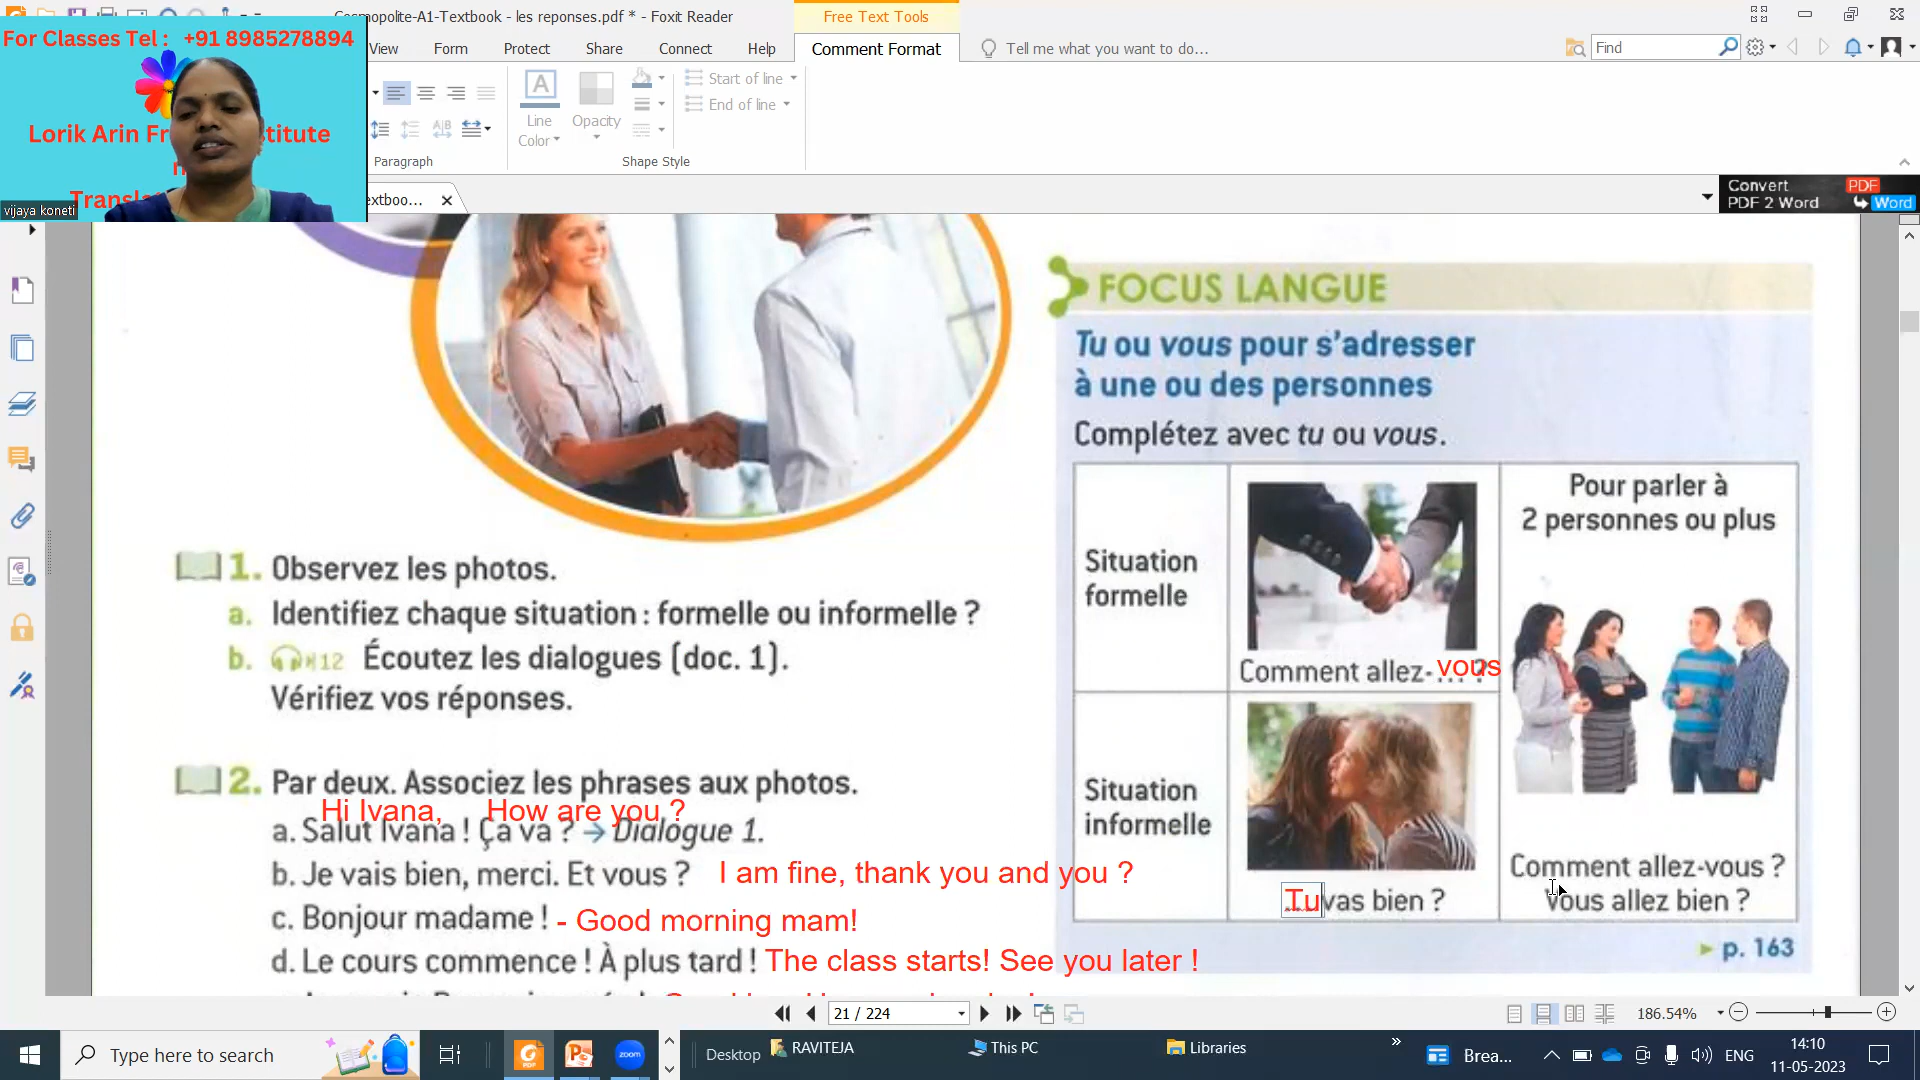 Cosmopolite-A1-Textbook - les reponses.pdf * - Foxit Reader
Free Text Tools
For Classes Tel : +91 8985278894
View Form Protect Share Connect Help Comment Format Tell me what you want to do... Find
Start of line
End of line
Line
Color
Opacity
Paragraph
Shape Style
Lorik Arin
vijaya koneti
Convert PDF
PDF 2 Word Word
FOCUS LANGUE
Tu ou vous pour s'adresser
à une ou des personnes
Complétez avec tu ou vous.
Situation
formelle
Comment allez-... ?
vous
Pour parler à
2 personnes ou plus
Situation
informelle
Tu vas bien ?
Comment allez-vous ?
Vous allez bien ?
p. 163
1. Observez les photos.
a. Identifiez chaque situation : formelle ou informelle ?
b. 12 Écoutez les dialogues (doc. 1).
Vérifiez vos réponses.
2. Par deux. Associez les phrases aux photos.
Hi Ivana, How are you ?
a. Salut Ivana ! Ça va ? → Dialogue 1.
b. Je vais bien, merci. Et vous ? I am fine, thank you and you ?
c. Bonjour madame ! - Good morning mam!
d. Le cours commence ! À plus tard ! The class starts! See you later !
21 / 224
186.54%
Type here to search
Desktop
RAVITEJA
This PC
Libraries
»
Brea...
ENG
14:10
11-05-2023